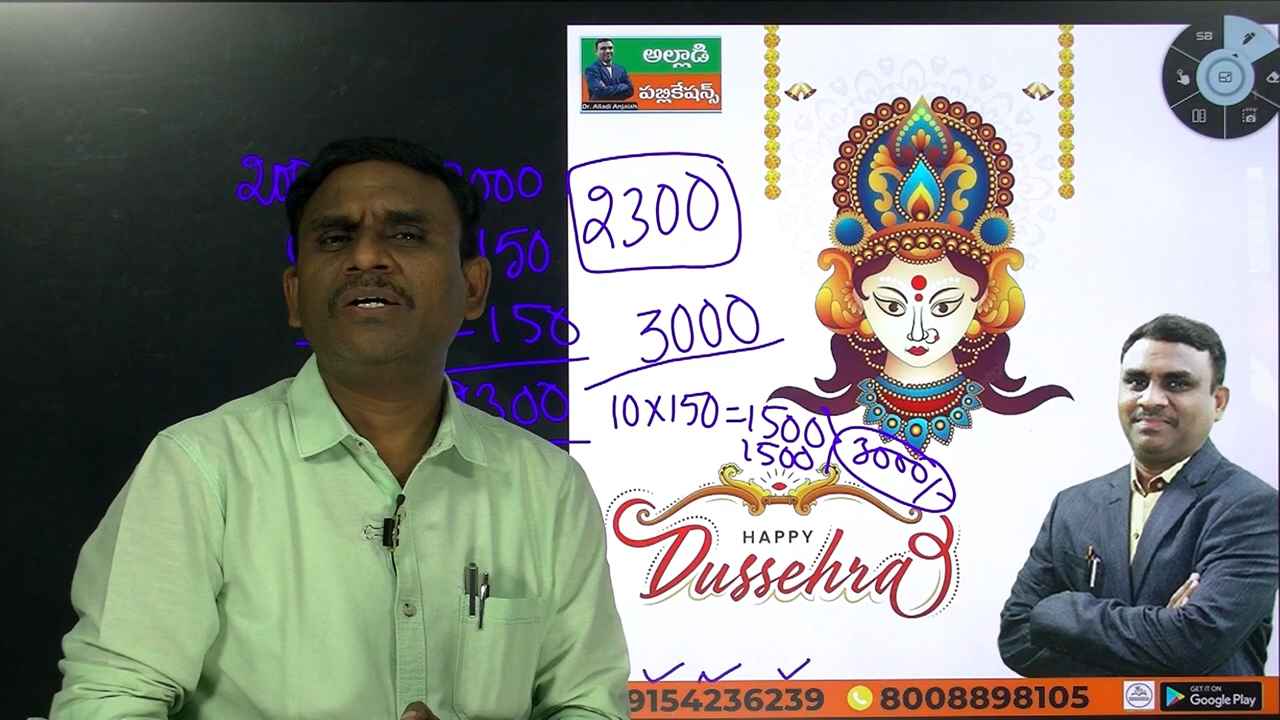 అల్లాడి
పబ్లికేషన్స్
Dr. Alladi Anjaiah
2300
150
150
2300
3000
10×150=1500
1500
3000/-
HAPPY
Dussehra
9154236239
8008898105
GET IT ON
Google Play